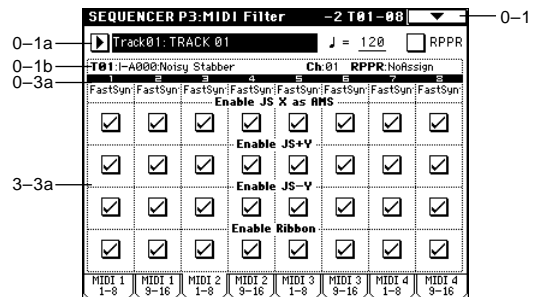 SEQUENCER P3:MIDI Filter −2 T01-08
0–1
0–1a
Track01: TRACK 01
♩ = 120
RPPR
0–1b
T01:I-A000:Noisy Stabber Ch:01 RPPR:NoAssign
0–3a
1 2 3 4 5 6 7 8
FastSyn FastSyn FastSyn FastSyn FastSyn FastSyn FastSyn FastSyn
Enable JS X as AMS
Enable JS+Y
3–3a
Enable JS-Y
Enable Ribbon
MIDI 1 1-8
MIDI 1 9-16
MIDI 2 1-8
MIDI 2 9-16
MIDI 3 1-8
MIDI 3 9-16
MIDI 4 1-8
MIDI 4 9-16